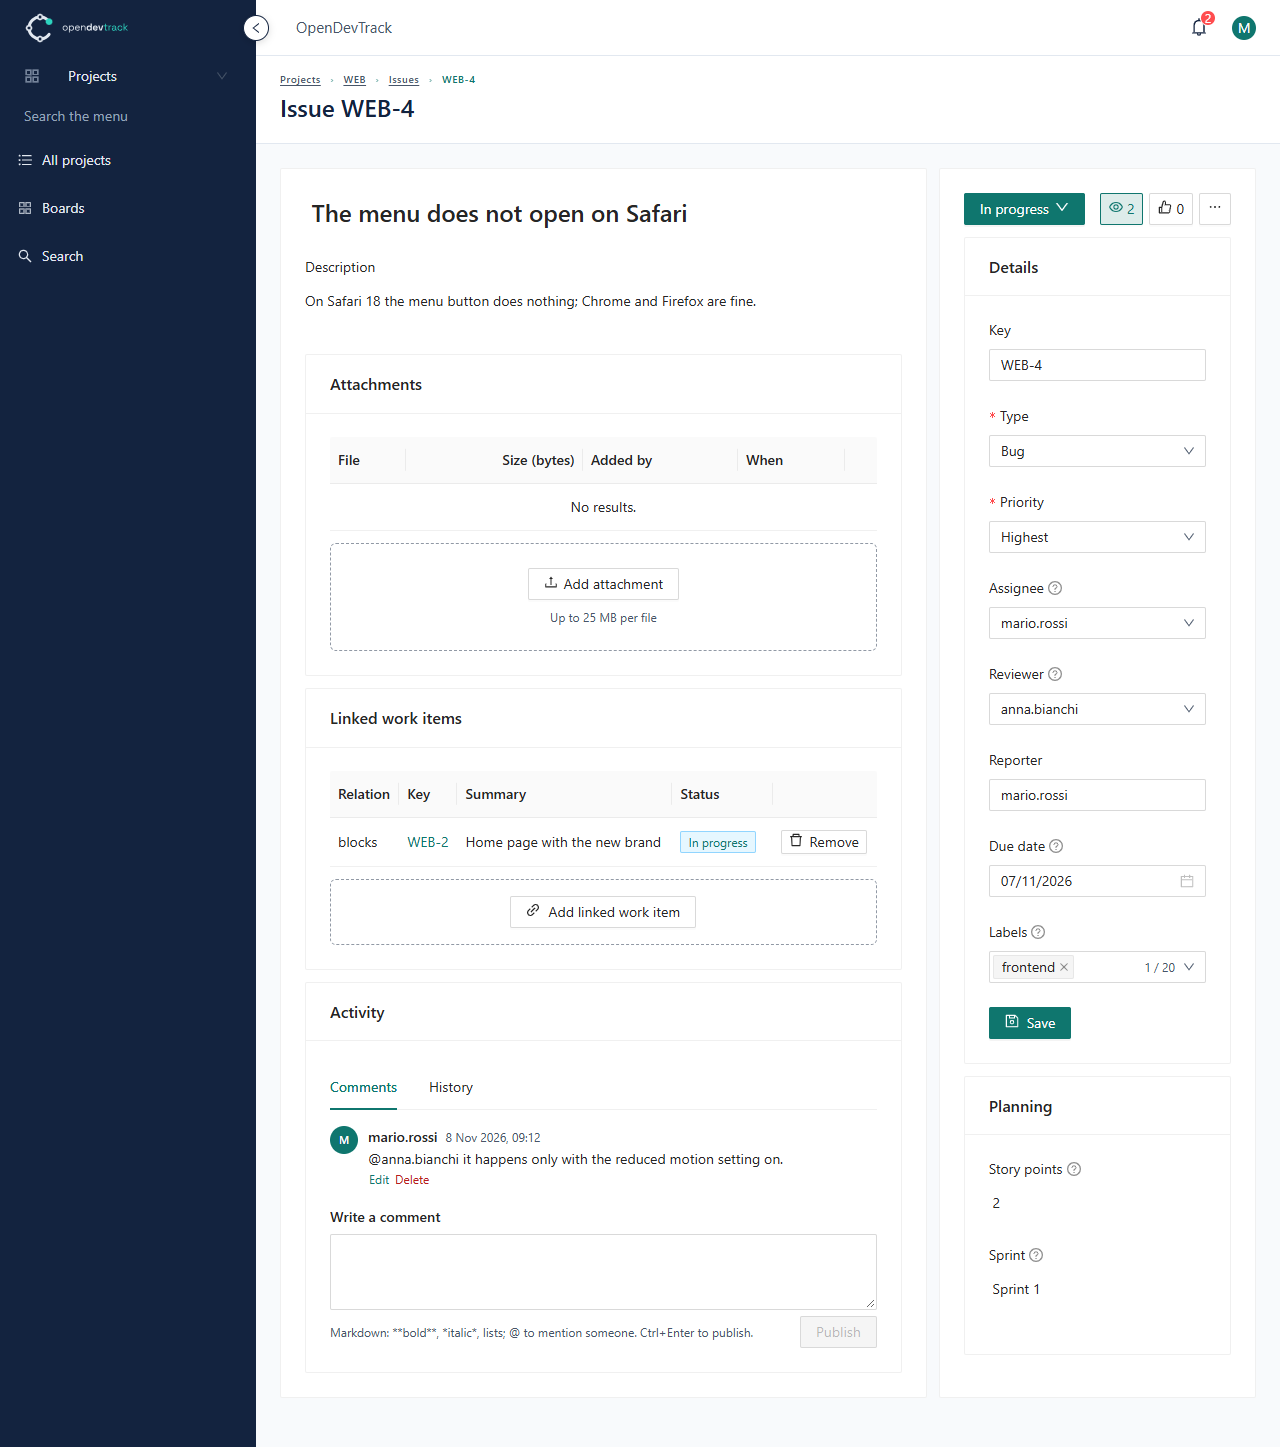 opendevtrack
OpenDevTrack
2
M
Projects
Search the menu
All projects
Boards
Search
Projects › WEB › Issues › WEB-4
Issue WEB-4
The menu does not open on Safari
Description
On Safari 18 the menu button does nothing; Chrome and Firefox are fine.
Attachments
File Size (bytes) Added by When
No results.
Add attachment
Up to 25 MB per file
Linked work items
Relation Key Summary Status
blocks WEB-2 Home page with the new brand In progress Remove
Add linked work item
Activity
Comments History
M
mario.rossi 8 Nov 2026, 09:12
@anna.bianchi it happens only with the reduced motion setting on.
Edit Delete
Write a comment
Markdown: **bold**, *italic*, lists; @ to mention someone. Ctrl+Enter to publish.
Publish
In progress 2 0 ...
Details
Key
WEB-4
* Type
Bug
* Priority
Highest
Assignee ?
mario.rossi
Reviewer ?
anna.bianchi
Reporter
mario.rossi
Due date ?
07/11/2026
Labels ?
frontend 1 / 20
Save
Planning
Story points ?
2
Sprint ?
Sprint 1